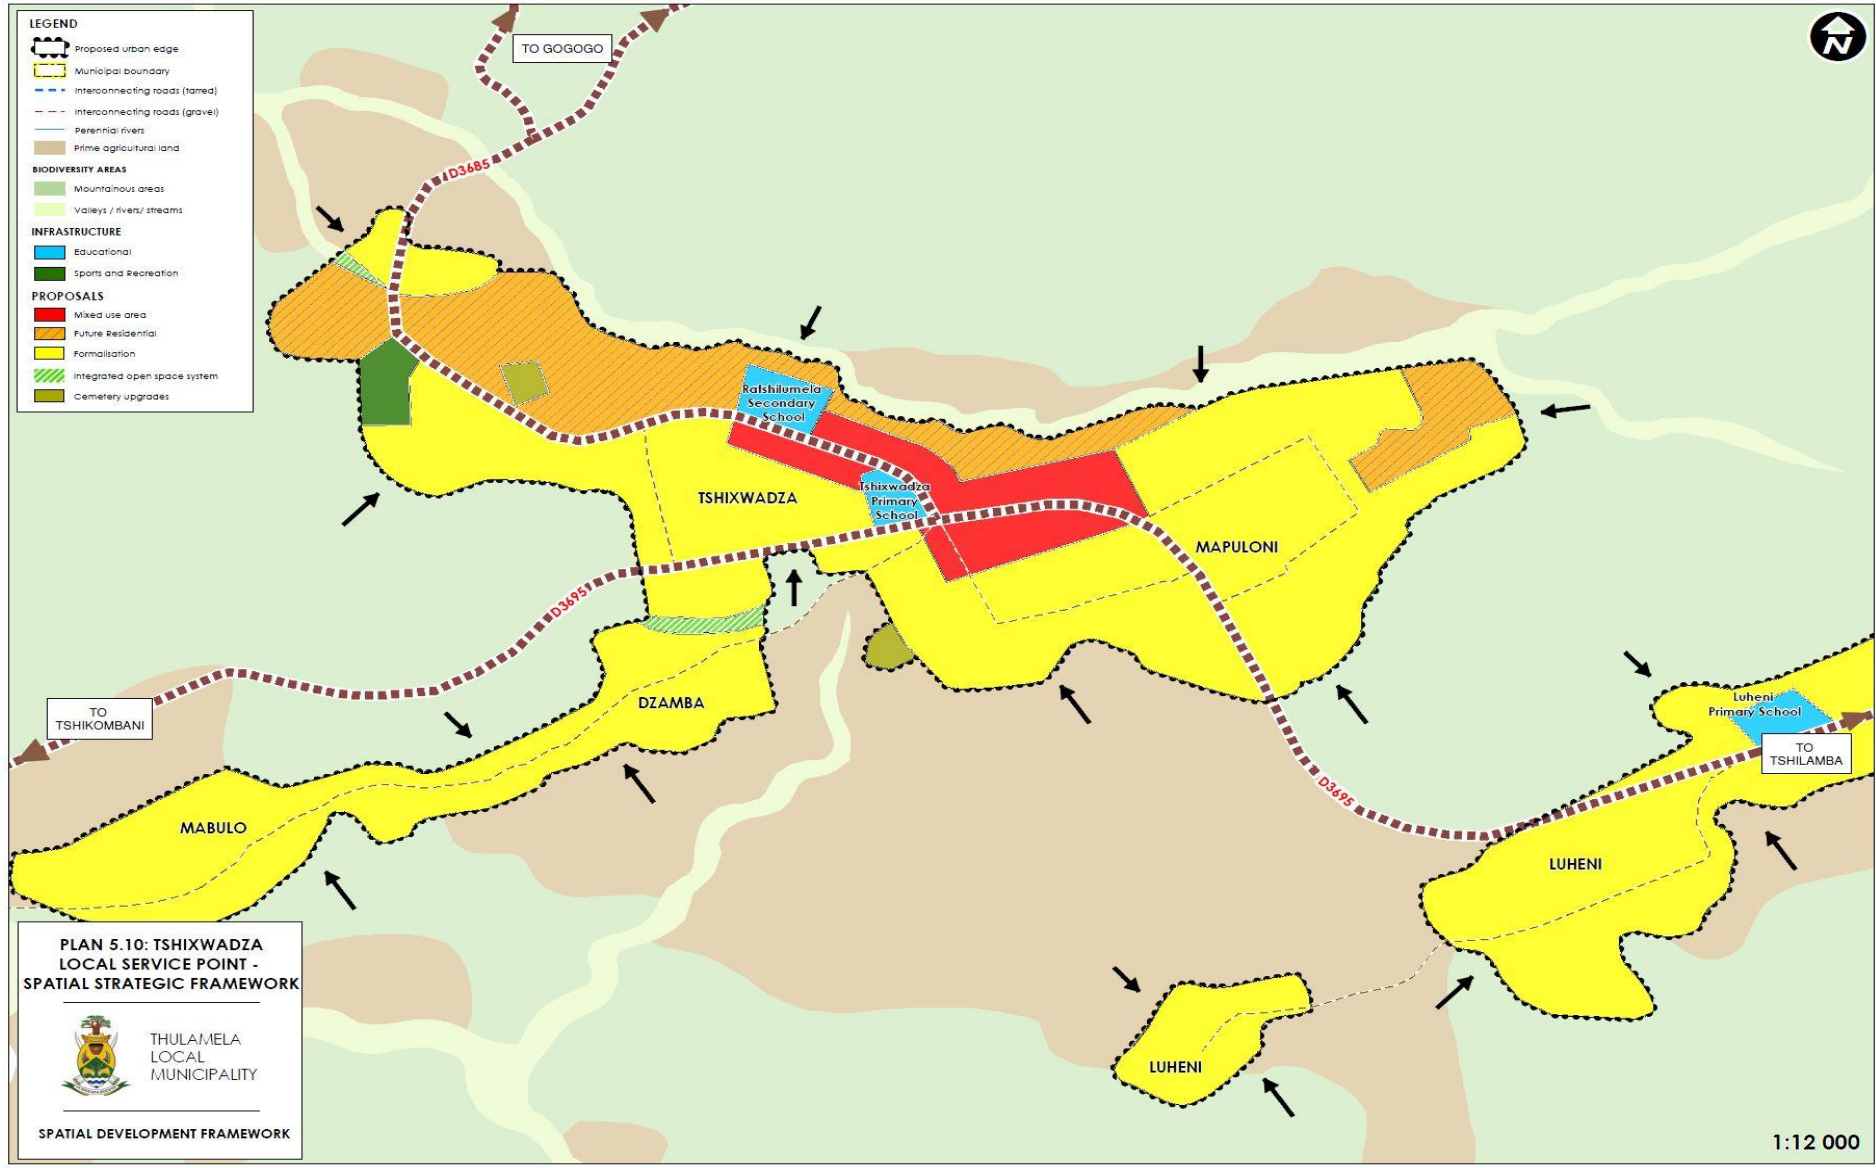 LEGEND
Proposed urban edge
Municipal boundary
Interconnecting roads (tarred)
Interconnecting roads (gravel)
Perennial rivers
Prime agricultural land
BIODIVERSITY AREAS
Mountainous areas
Valleys / rivers/ streams
INFRASTRUCTURE
Educational
Sports and Recreation
PROPOSALS
Mixed use area
Future Residential
Formalisation
Integrated open space system
Cemetery upgrades
TO GOGOGO
N
D3685
Ratshilumela
Secondary
School
Tshixwadza
Primary
School
TSHIXWADZA
MAPULONI
D3695
TO
TSHIKOMBANI
DZAMBA
MABULO
Luheni
Primary School
TO
TSHILAMBA
D3695
LUHENI
LUHENI
PLAN 5.10: TSHIXWADZA
LOCAL SERVICE POINT -
SPATIAL STRATEGIC FRAMEWORK
THULAMELA
LOCAL
MUNICIPALITY
SPATIAL DEVELOPMENT FRAMEWORK
1:12 000